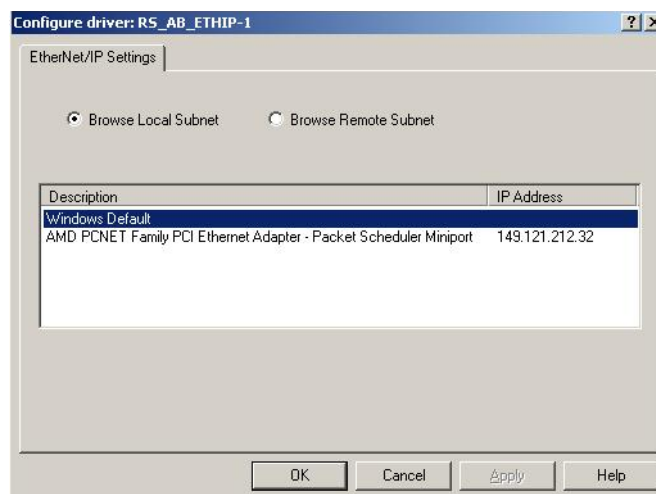 Configure driver: RS_AB_ETHIP-1
EtherNet/IP Settings
Browse Local Subnet Browse Remote Subnet
Description IP Address
Windows Default
AMD PCNET Family PCI Ethernet Adapter - Packet Scheduler Miniport 149.121.212.32
OK Cancel Apply Help